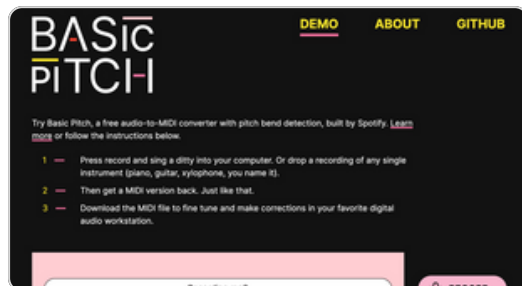 BASIC
PITCH
DEMO ABOUT GITHUB
Try Basic Pitch, a free audio-to-MIDI converter with pitch bend detection, built by Spotify. Learn
more or follow the instructions below.
1 — Press record and sing a ditty into your computer. Or drop a recording of any single
instrument (piano, guitar, xylophone, you name it).
2 — Then get a MIDI version back. Just like that.
3 — Download the MIDI file to fine tune and make corrections in your favorite digital
audio workstation.